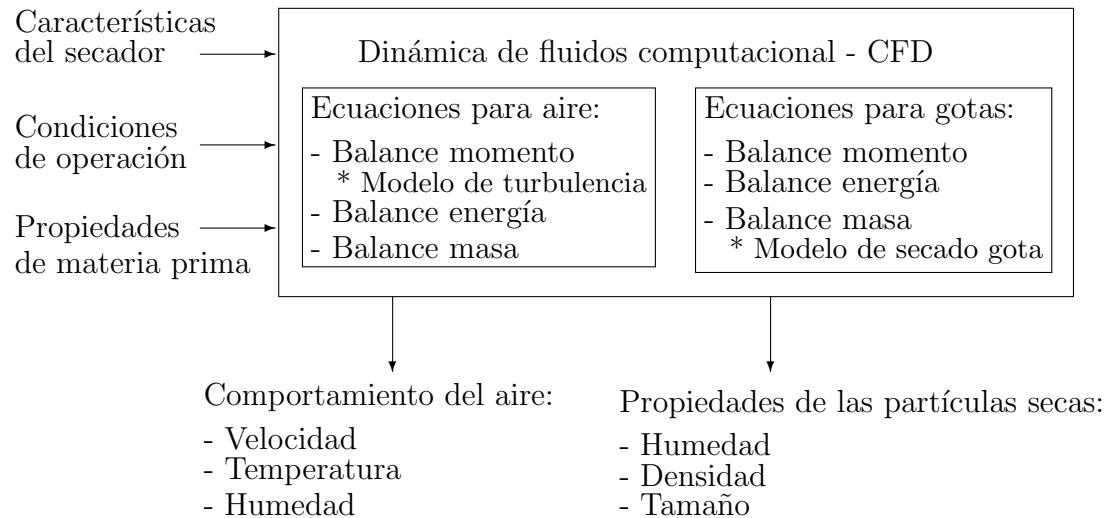 Características
del secador
Condiciones
de operación
Propiedades
de materia prima
Dinámica de fluidos computacional - CFD
Ecuaciones para aire:
- Balance momento
* Modelo de turbulencia
- Balance energía
- Balance masa
Ecuaciones para gotas:
- Balance momento
- Balance energía
- Balance masa
* Modelo de secado gota
Comportamiento del aire:
- Velocidad
- Temperatura
- Humedad
Propiedades de las partículas secas:
- Humedad
- Densidad
- Tamaño